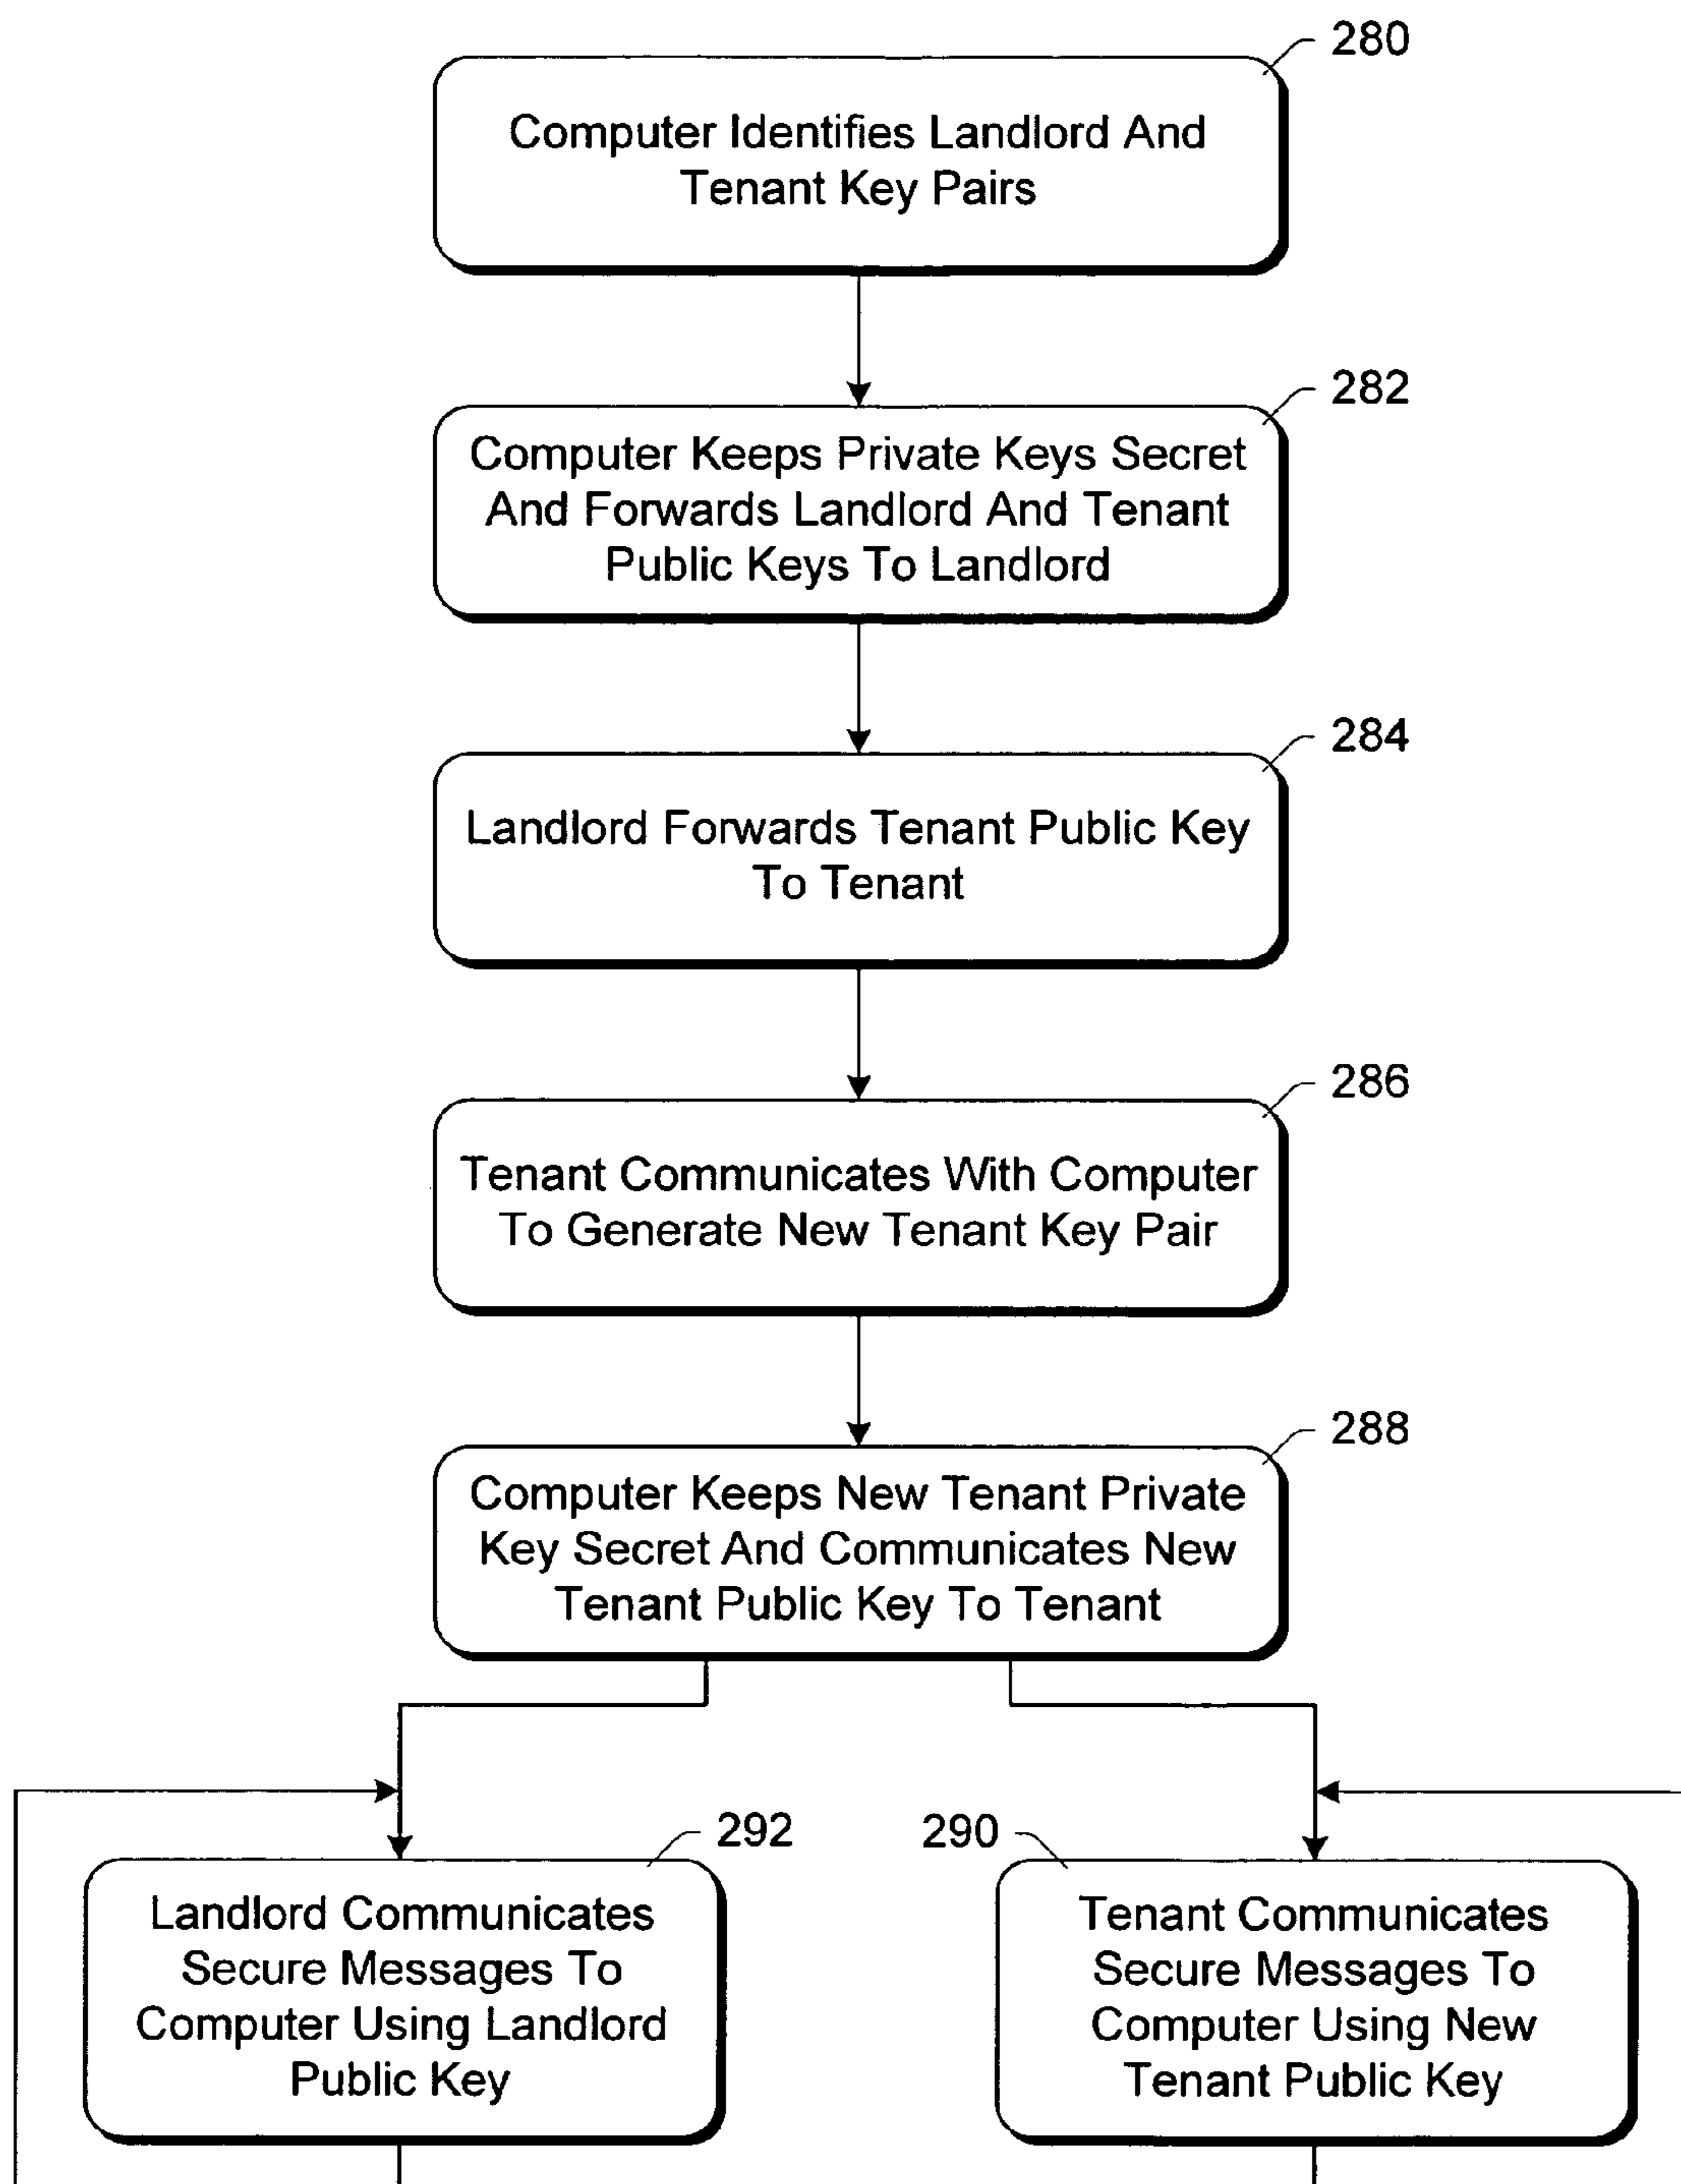 280
Computer Identifies Landlord And
Tenant Key Pairs
282
Computer Keeps Private Keys Secret
And Forwards Landlord And Tenant
Public Keys To Landlord
284
Landlord Forwards Tenant Public Key
To Tenant
286
Tenant Communicates With Computer
To Generate New Tenant Key Pair
288
Computer Keeps New Tenant Private
Key Secret And Communicates New
Tenant Public Key To Tenant
292
Landlord Communicates
Secure Messages To
Computer Using Landlord
Public Key
290
Tenant Communicates
Secure Messages To
Computer Using New
Tenant Public Key